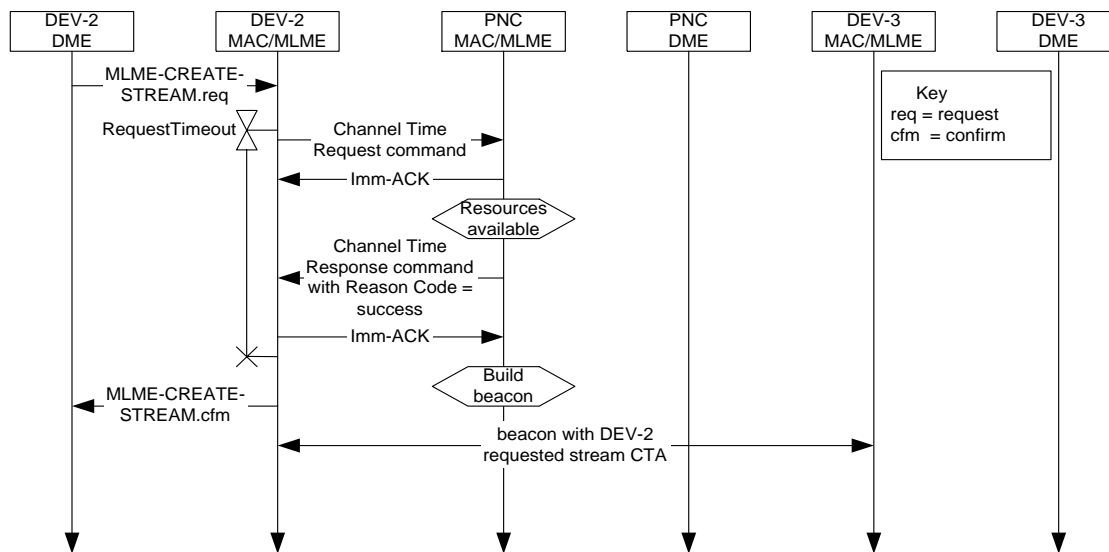 DEV-2
DME
DEV-2
MAC/MLME
PNC
MAC/MLME
PNC
DME
DEV-3
MAC/MLME
DEV-3
DME
MLME-CREATE-
STREAM.req
Key
req = request
cfm = confirm
RequestTimeout
Channel Time
Request command
Imm-ACK
Resources
available
Channel Time
Response command
with Reason Code =
success
Imm-ACK
Build
beacon
MLME-CREATE-
STREAM.cfm
beacon with DEV-2
requested stream CTA